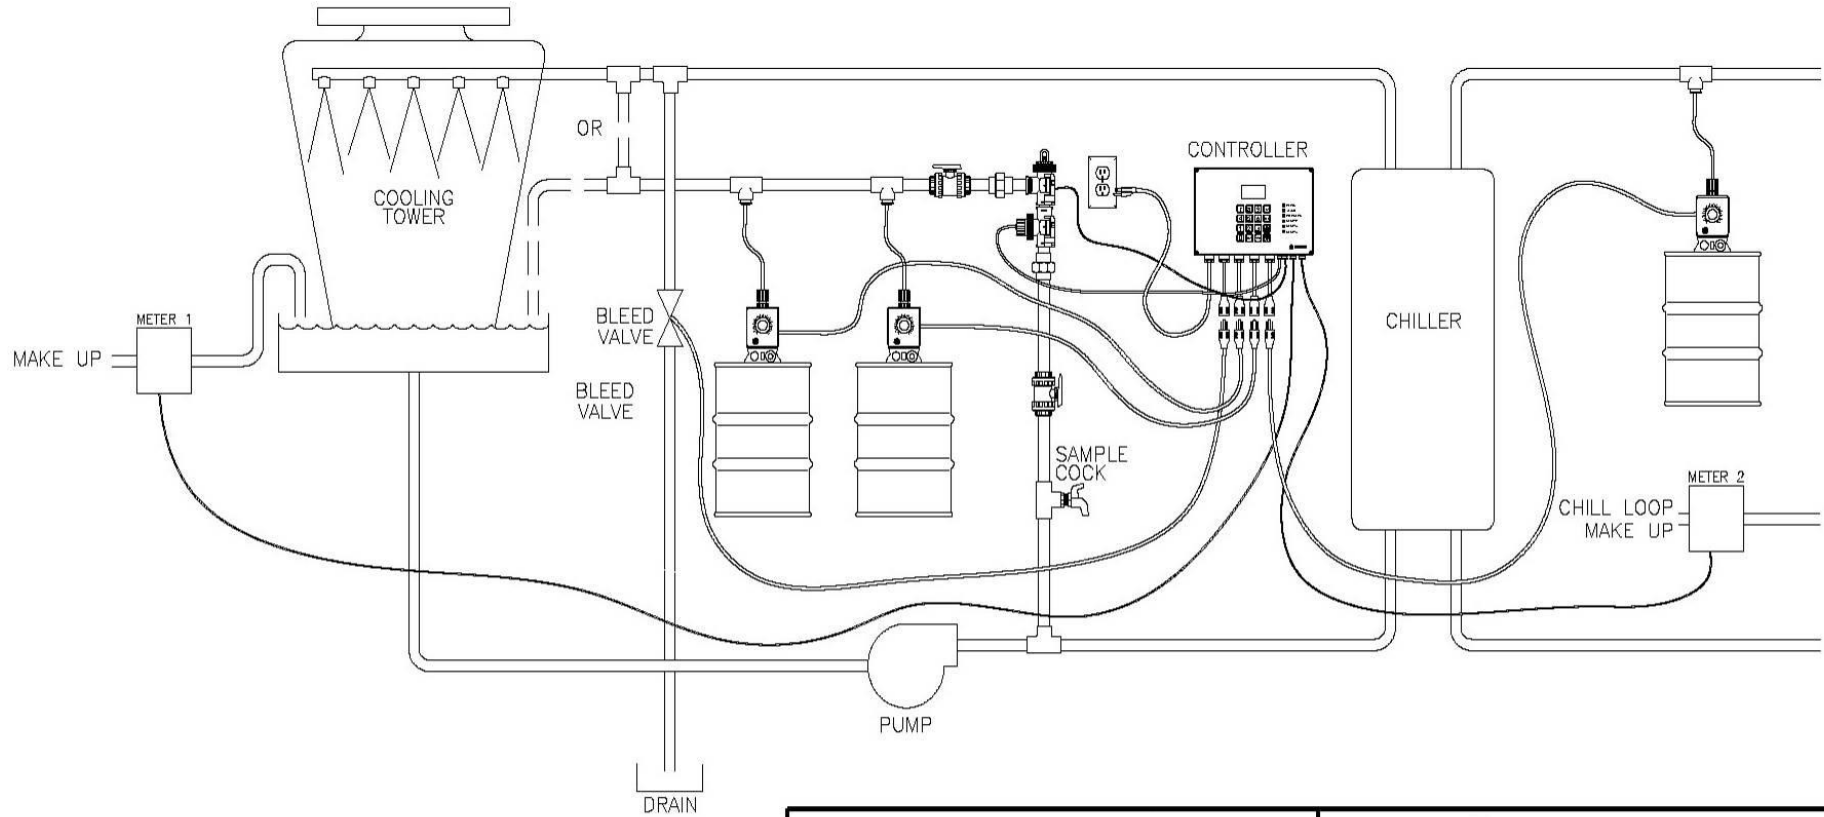 OR
CONTROLLER
COOLING
TOWER
METER 1
MAKE UP
BLEED
VALVE
BLEED
VALVE
CHILLER
SAMPLE
COCK
METER 2
CHILL LOOP
MAKE UP
PUMP
DRAIN